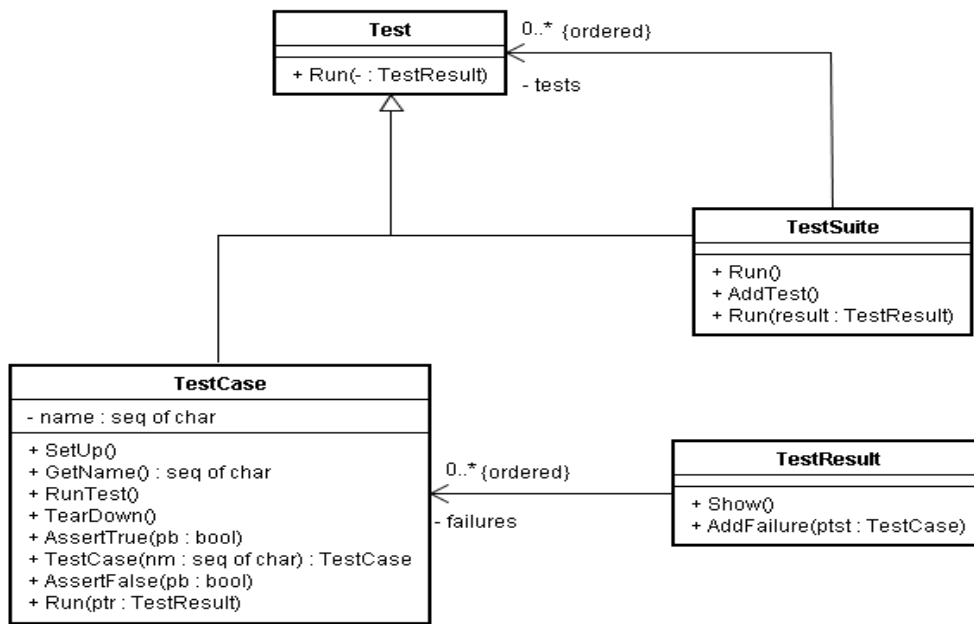 Test
+ Run(- : TestResult)
0..* {ordered}
- tests
TestSuite
+ Run()
+ AddTest()
+ Run(result : TestResult)
TestCase
- name : seq of char
+ SetUp()
+ GetName() : seq of char
+ RunTest()
+ TearDown()
+ AssertTrue(pb : bool)
+ TestCase(nm : seq of char) : TestCase
+ AssertFalse(pb : bool)
+ Run(ptr : TestResult)
0..* {ordered}
- failures
TestResult
+ Show()
+ AddFailure(ptst : TestCase)